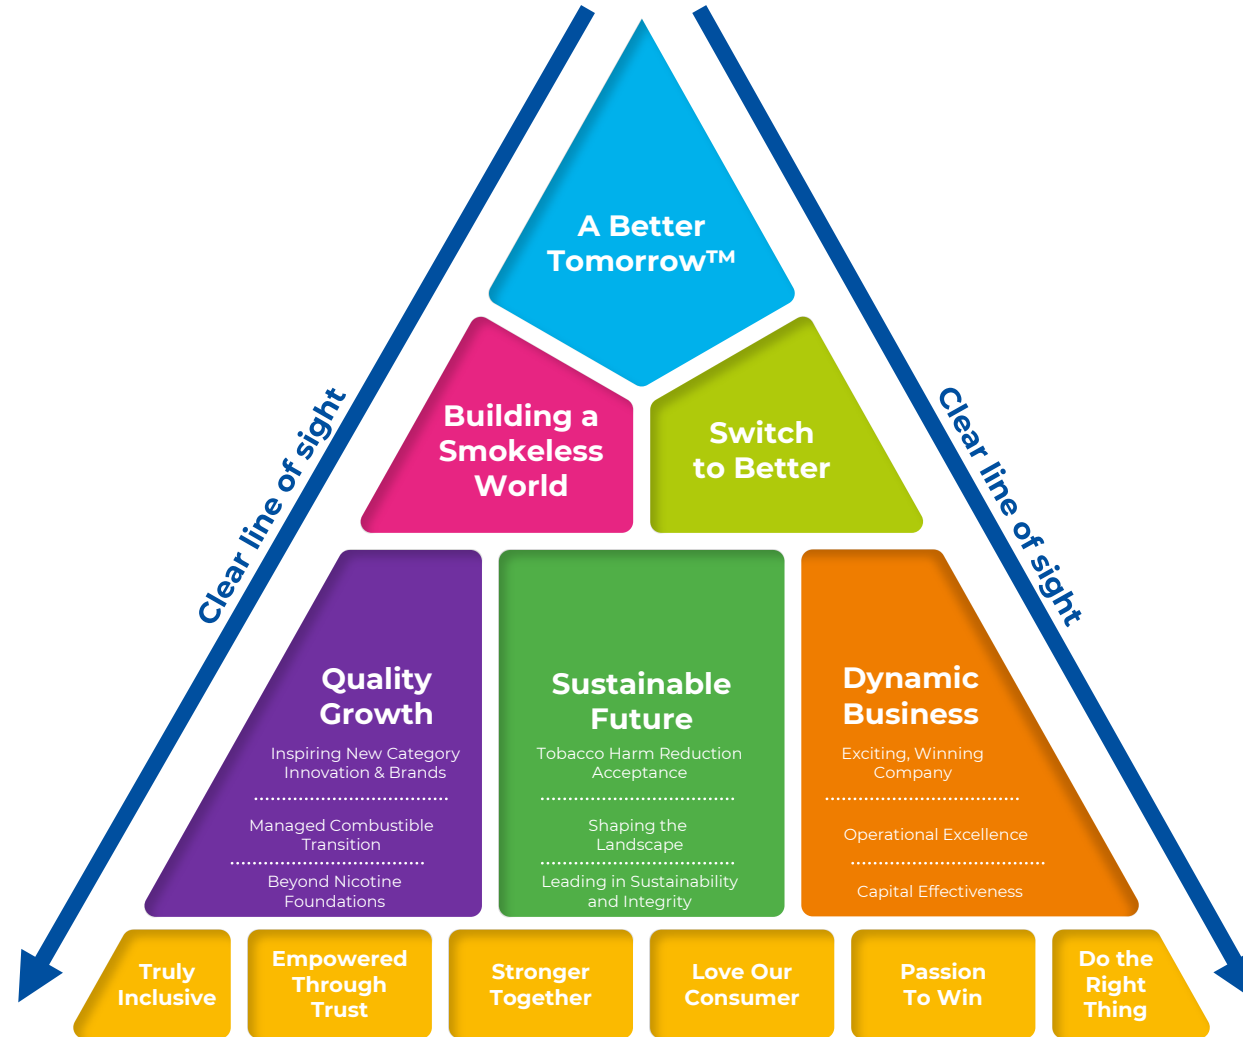 A Better
Tomorrow™
Building a
Smokeless
World
Switch
to Better
Clear line of sight
Clear line of sight
Quality
Growth
Inspiring New Category
Innovation & Brands
Managed Combustible
Transition
Beyond Nicotine
Foundations
Sustainable
Future
Tobacco Harm Reduction
Acceptance
Shaping the
Landscape
Leading in Sustainability
and Integrity
Dynamic
Business
Exciting, Winning
Company
Operational Excellence
Capital Effectiveness
Truly
Inclusive
Empowered
Through
Trust
Stronger
Together
Love Our
Consumer
Passion
To Win
Do the
Right
Thing